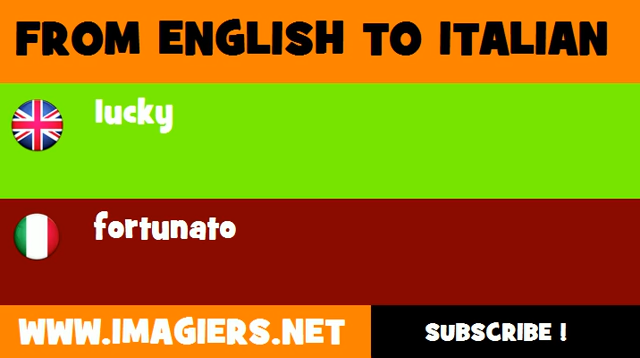 FROM ENGLISH TO ITALIAN
lucky
fortunato
WWW.IMAGIERS.NET
SUBSCRIBE !